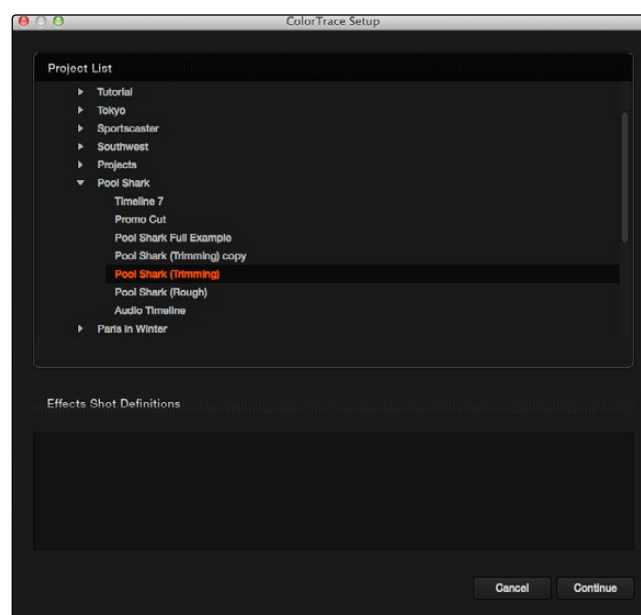 ColorTrace Setup
Project List
Tutorial
Tokyo
Sportscaster
Southwest
Projects
Pool Shark
Timeline 7
Promo Cut
Pool Shark Full Example
Pool Shark (Trimming) copy
Pool Shark (Trimming)
Pool Shark (Rough)
Audio Timeline
Paris in Winter
Effects Shot Definitions
Cancel Continue